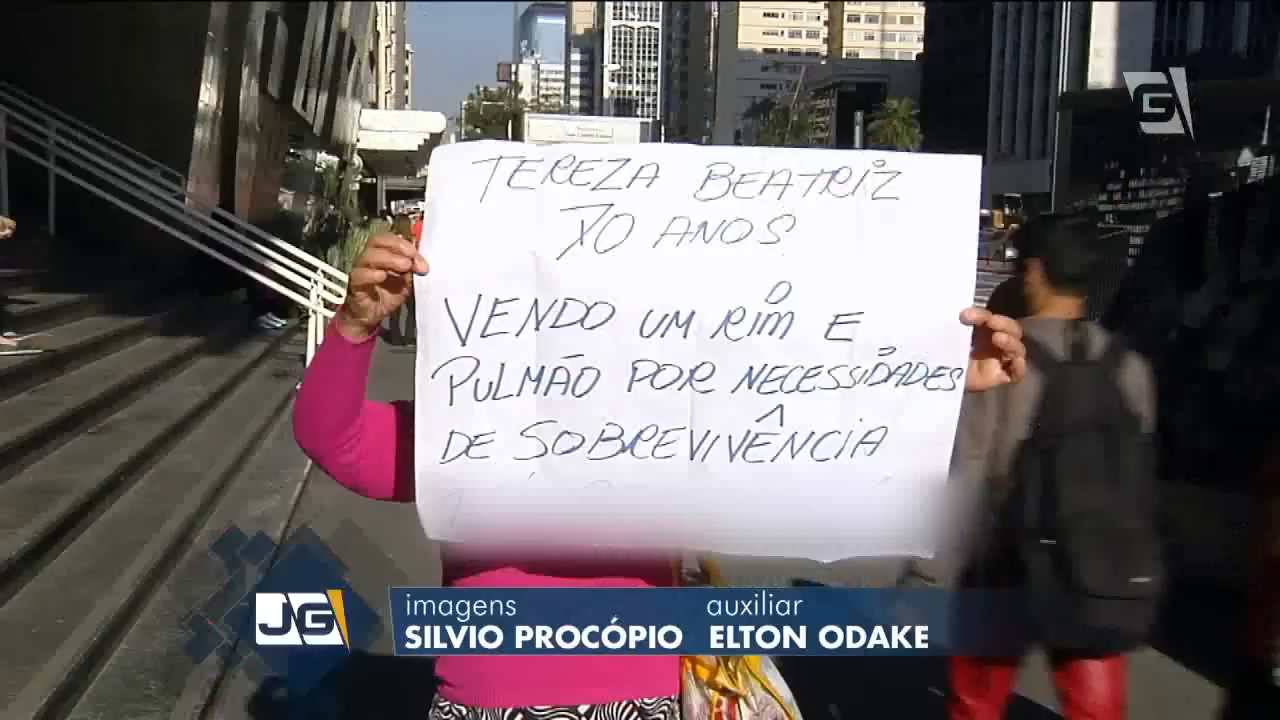 TEREZA BEATRIZ
70 ANOS
VENDO UM RIM E
PULMÃO POR NECESSIDADES
DE SOBREVIVÊNCIA
G
JG
imagens
SILVIO PROCÓPIO
auxiliar
ELTON ODAKE